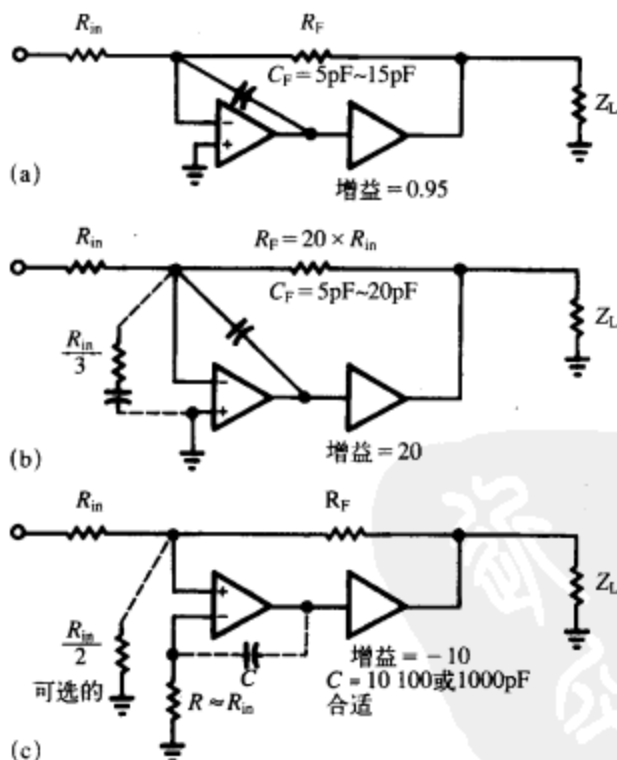 R_in R_F
C_F = 5pF~15pF
Z_L
- +
增益 = 0.95
(a)
R_in R_F = 20 × R_in
C_F = 5pF~20pF
Z_L
R_in/3
- +
增益 = 20
(b)
R_in R_F
Z_L
+ -
R_in/2
可选的
C
R ≈ R_in
增益 = -10
C = 10 100或1000pF
合适
(c)